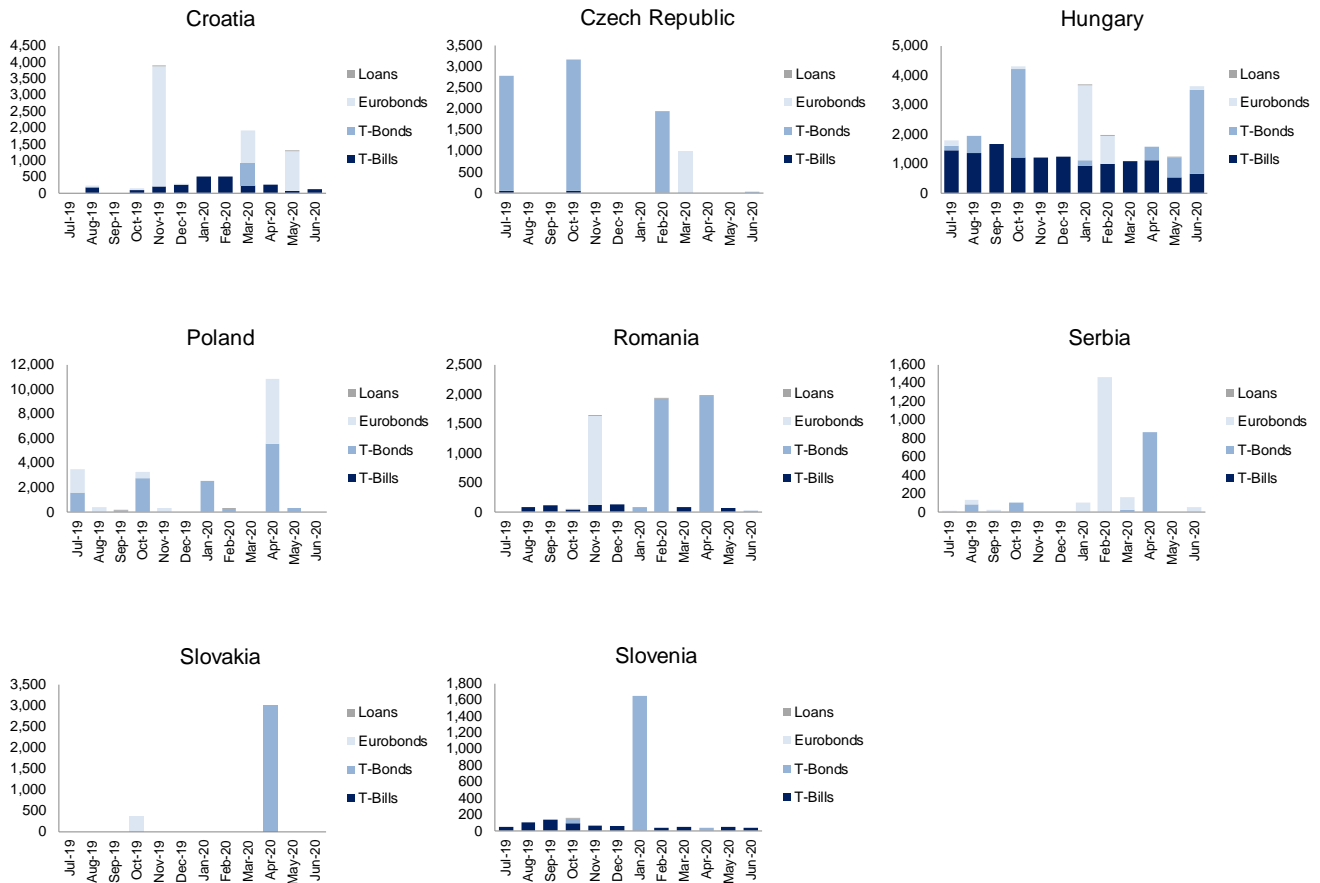 Croatia
4,500
4,000
3,500
3,000
2,500
2,000
1,500
1,000
500
0
Jul-19
Aug-19
Sep-19
Oct-19
Nov-19
Dec-19
Jan-20
Feb-20
Mar-20
Apr-20
May-20
Jun-20
Loans
Eurobonds
T-Bonds
T-Bills
Czech Republic
3,500
3,000
2,500
2,000
1,500
1,000
500
0
Jul-19
Aug-19
Sep-19
Oct-19
Nov-19
Dec-19
Jan-20
Feb-20
Mar-20
Apr-20
May-20
Jun-20
Loans
Eurobonds
T-Bonds
T-Bills
Hungary
5,000
4,000
3,000
2,000
1,000
0
Jul-19
Aug-19
Sep-19
Oct-19
Nov-19
Dec-19
Jan-20
Feb-20
Mar-20
Apr-20
May-20
Jun-20
Loans
Eurobonds
T-Bonds
T-Bills
Poland
12,000
10,000
8,000
6,000
4,000
2,000
0
Jul-19
Aug-19
Sep-19
Oct-19
Nov-19
Dec-19
Jan-20
Feb-20
Mar-20
Apr-20
May-20
Jun-20
Loans
Eurobonds
T-Bonds
T-Bills
Romania
2,500
2,000
1,500
1,000
500
0
Jul-19
Aug-19
Sep-19
Oct-19
Nov-19
Dec-19
Jan-20
Feb-20
Mar-20
Apr-20
May-20
Jun-20
Loans
Eurobonds
T-Bonds
T-Bills
Serbia
1,600
1,400
1,200
1,000
800
600
400
200
0
Jul-19
Aug-19
Sep-19
Oct-19
Nov-19
Dec-19
Jan-20
Feb-20
Mar-20
Apr-20
May-20
Jun-20
Loans
Eurobonds
T-Bonds
T-Bills
Slovakia
3,500
3,000
2,500
2,000
1,500
1,000
500
0
Jul-19
Aug-19
Sep-19
Oct-19
Nov-19
Dec-19
Jan-20
Feb-20
Mar-20
Apr-20
May-20
Jun-20
Loans
Eurobonds
T-Bonds
T-Bills
Slovenia
1,800
1,600
1,400
1,200
1,000
800
600
400
200
0
Jul-19
Aug-19
Sep-19
Oct-19
Nov-19
Dec-19
Jan-20
Feb-20
Mar-20
Apr-20
May-20
Jun-20
Loans
Eurobonds
T-Bonds
T-Bills